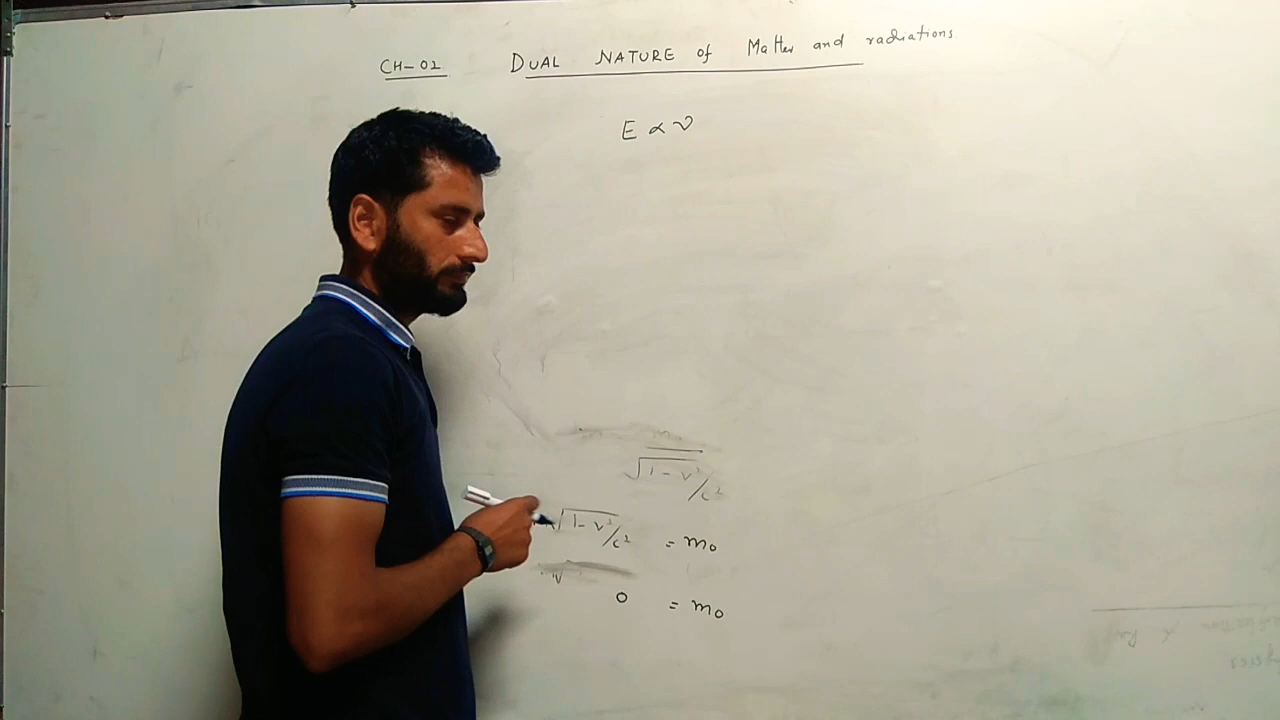 CH-02 DUAL NATURE of Matter and radiations
E ∝ ν
√1 - v²/c²
√1 - v²/c² = m₀
0 = m₀